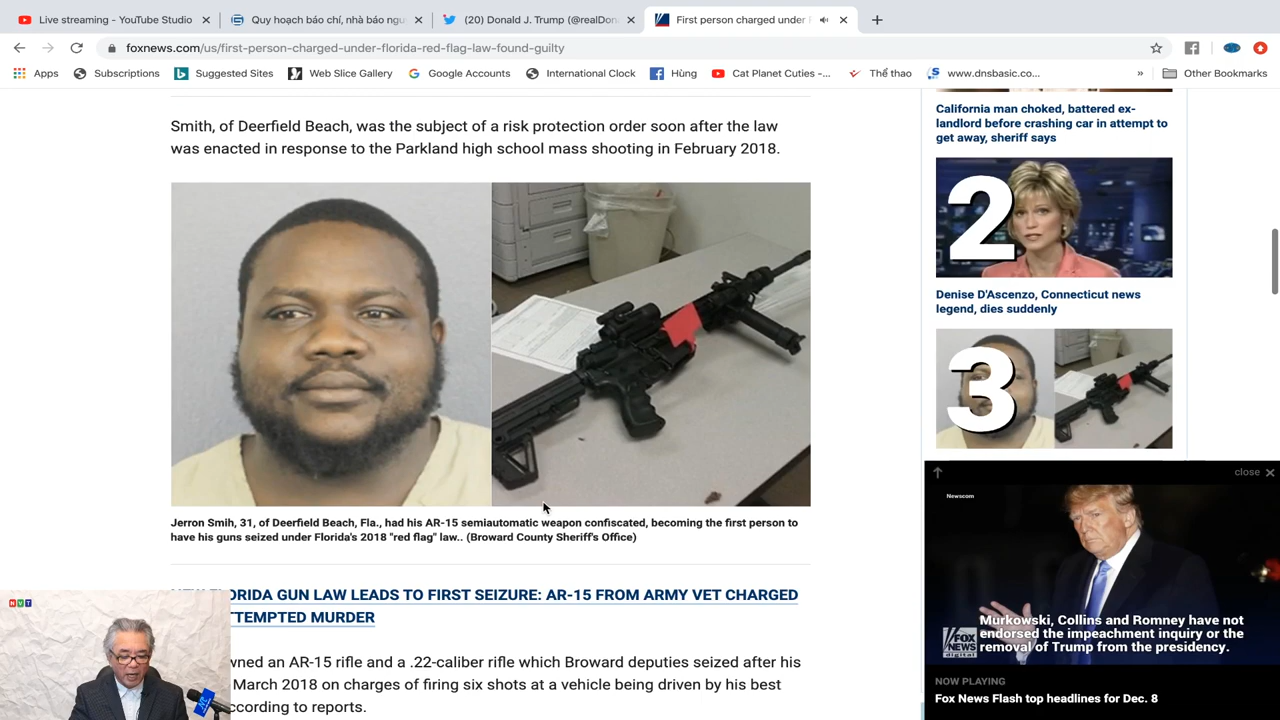 Live streaming - YouTube Studio
Quy hoạch báo chí, nhà báo ngu
(20) Donald J. Trump (@realDon
First person charged under
foxnews.com/us/first-person-charged-under-florida-red-flag-law-found-guilty
Apps
Subscriptions
Suggested Sites
Web Slice Gallery
Google Accounts
International Clock
Hùng
Cat Planet Cuties -...
Thể thao
www.dnsbasic.co...
»
Other Bookmarks
Smith, of Deerfield Beach, was the subject of a risk protection order soon after the law
was enacted in response to the Parkland high school mass shooting in February 2018.
Jerron Smih, 31, of Deerfield Beach, Fla., had his AR-15 semiautomatic weapon confiscated, becoming the first person to
have his guns seized under Florida's 2018 "red flag" law.. (Broward County Sheriff's Office)
ORIDA GUN LAW LEADS TO FIRST SEIZURE: AR-15 FROM ARMY VET CHARGED
TEMPTED MURDER
wned an AR-15 rifle and a .22-caliber rifle which Broward deputies seized after his
March 2018 on charges of firing six shots at a vehicle being driven by his best
ccording to reports.
HVT
California man choked, battered ex-
landlord before crashing car in attempt to
get away, sheriff says
2
Denise D'Ascenzo, Connecticut news
legend, dies suddenly
3
close
Newscom
Murkowski, Collins and Romney have not
endorsed the impeachment inquiry or the
removal of Trump from the presidency.
FOX
NEWS
digital
NOW PLAYING
Fox News Flash top headlines for Dec. 8